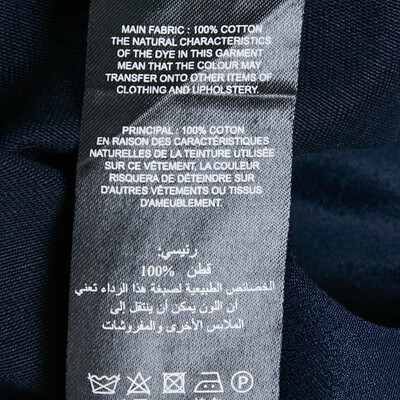 MAIN FABRIC : 100% COTTON
THE NATURAL CHARACTERISTICS
OF THE DYE IN THIS GARMENT
MEAN THAT THE COLOUR MAY
TRANSFER ONTO OTHER ITEMS OF
CLOTHING AND UPHOLSTERY.
PRINCIPAL : 100% COTON
EN RAISON DES CARACTÉRISTIQUES
NATURELLES DE LA TEINTURE UTILISÉE
SUR CE VÊTEMENT, LA COULEUR
RISQUERA DE DÉTEINDRE SUR
D'AUTRES VÊTEMENTS OU TISSUS
D'AMEUBLEMENT.
رئيسي:
قطن 100%
الخصائص الطبيعية لصبغة هذا الرداء تعني
أن اللون يمكن أن ينتقل إلى
الملابس الأخرى والمفروشات
P